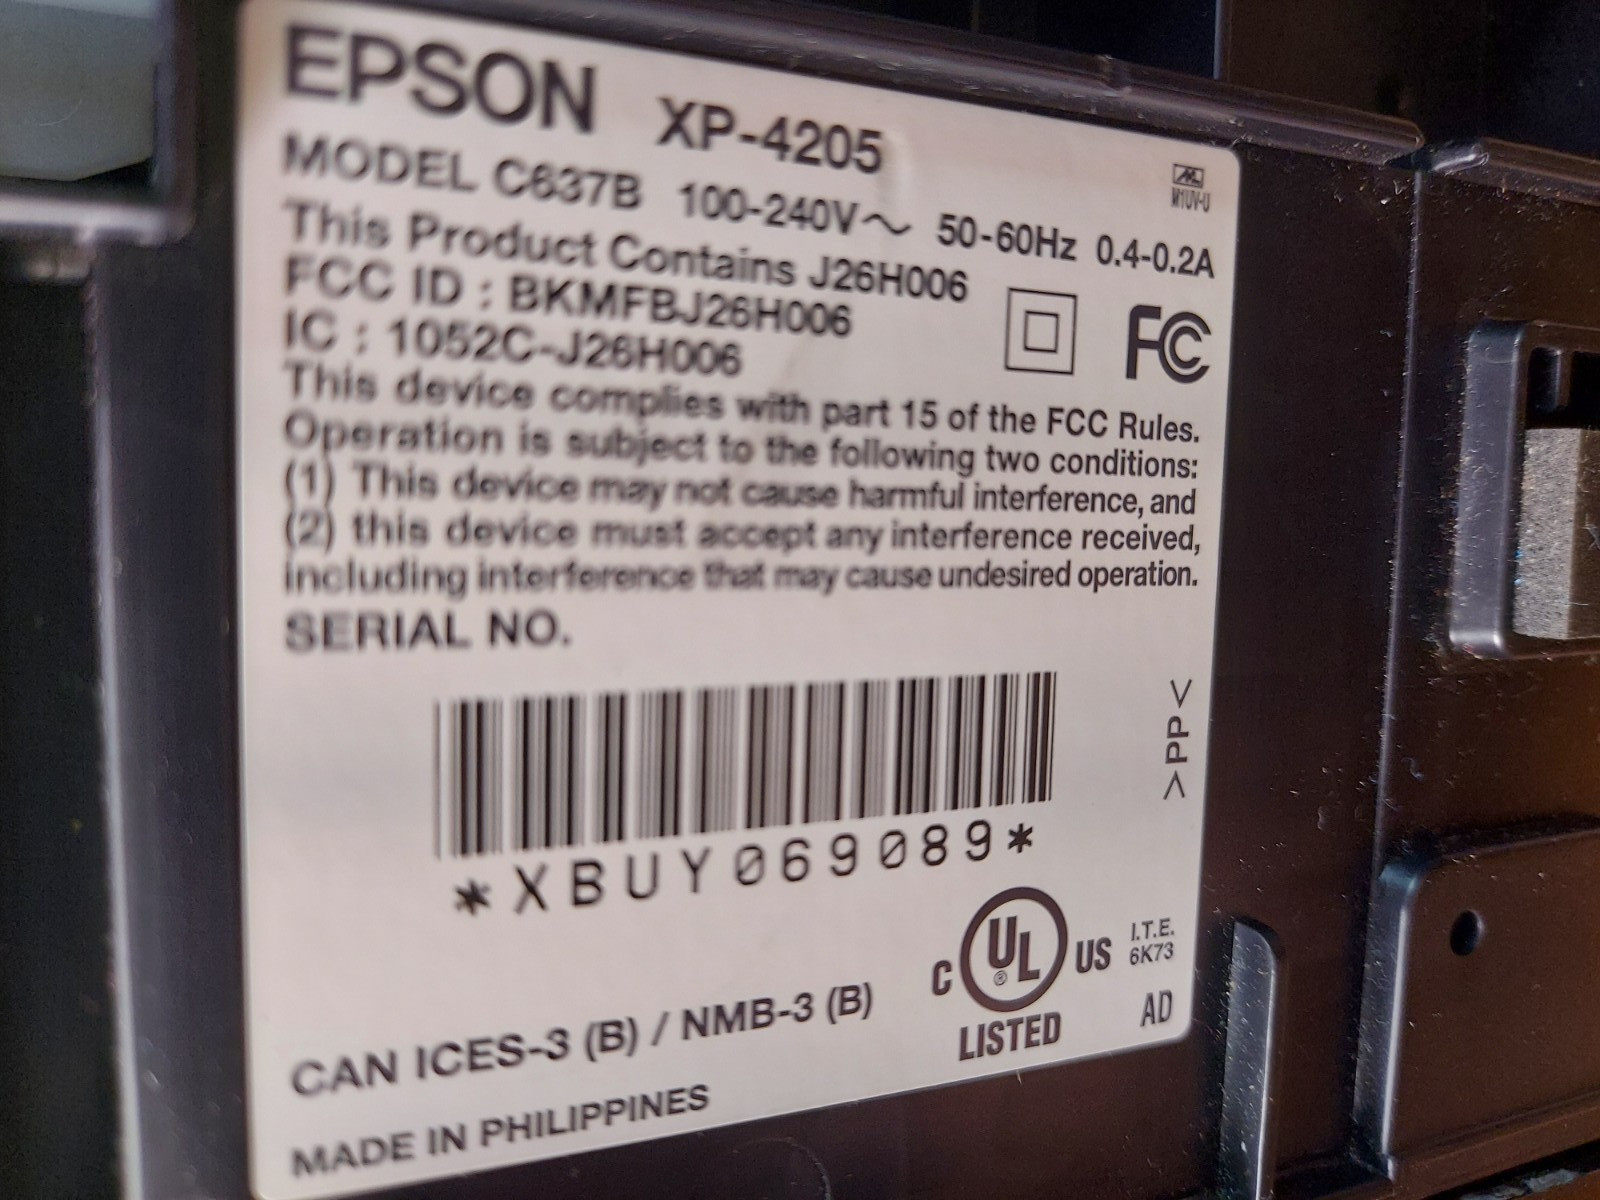 EPSON XP-4205
MODEL C637B 100-240V~ 50-60Hz 0.4-0.2A
M1UV-U
This Product Contains J26H006
FCC ID : BKMFBJ26H006
IC : 1052C-J26H006
FC
This device complies with part 15 of the FCC Rules.
Operation is subject to the following two conditions:
(1) This device may not cause harmful interference, and
(2) this device must accept any interference received,
including interference that may cause undesired operation.
SERIAL NO.
*XBUY069089*
>PP<
C UL ® US
LISTED
I.T.E.
6K73
AD
CAN ICES-3 (B) / NMB-3 (B)
MADE IN PHILIPPINES